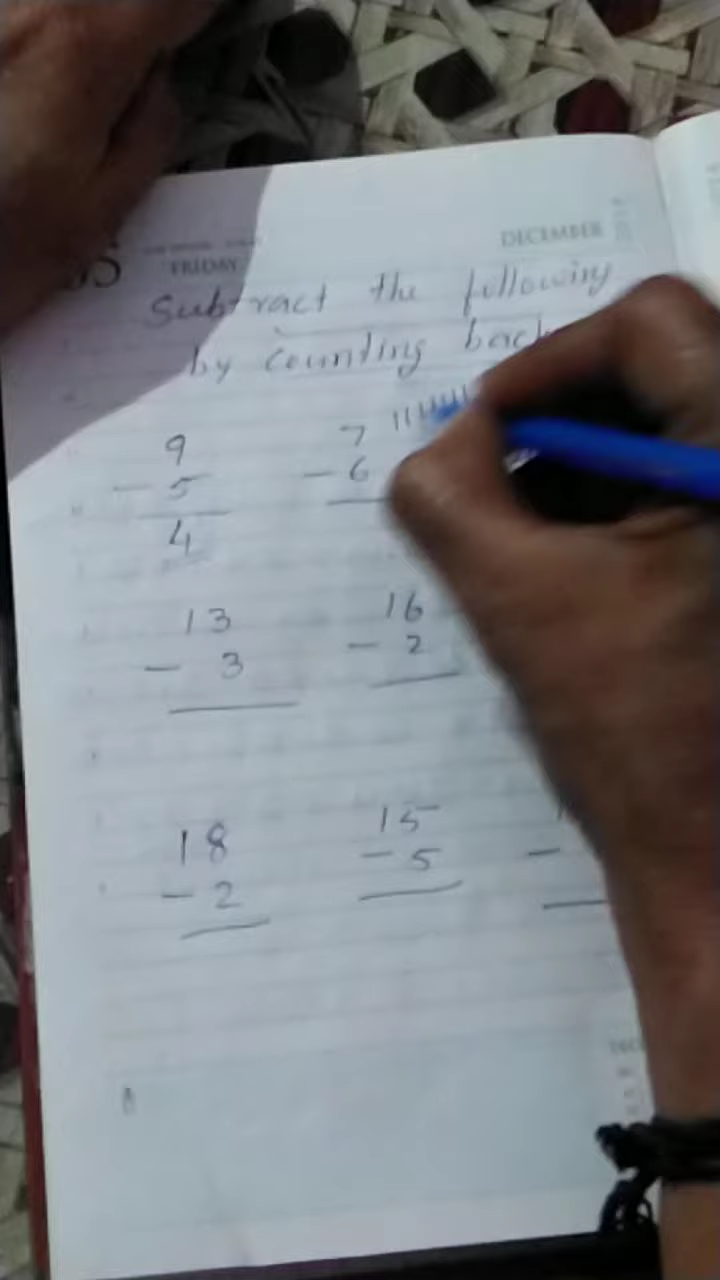 DECEMBER
FRIDAY
Subtract the following
by counting back
9 7
- 5 - 6
4
13 16
- 3 - 2
18 15
- 2 - 5 -